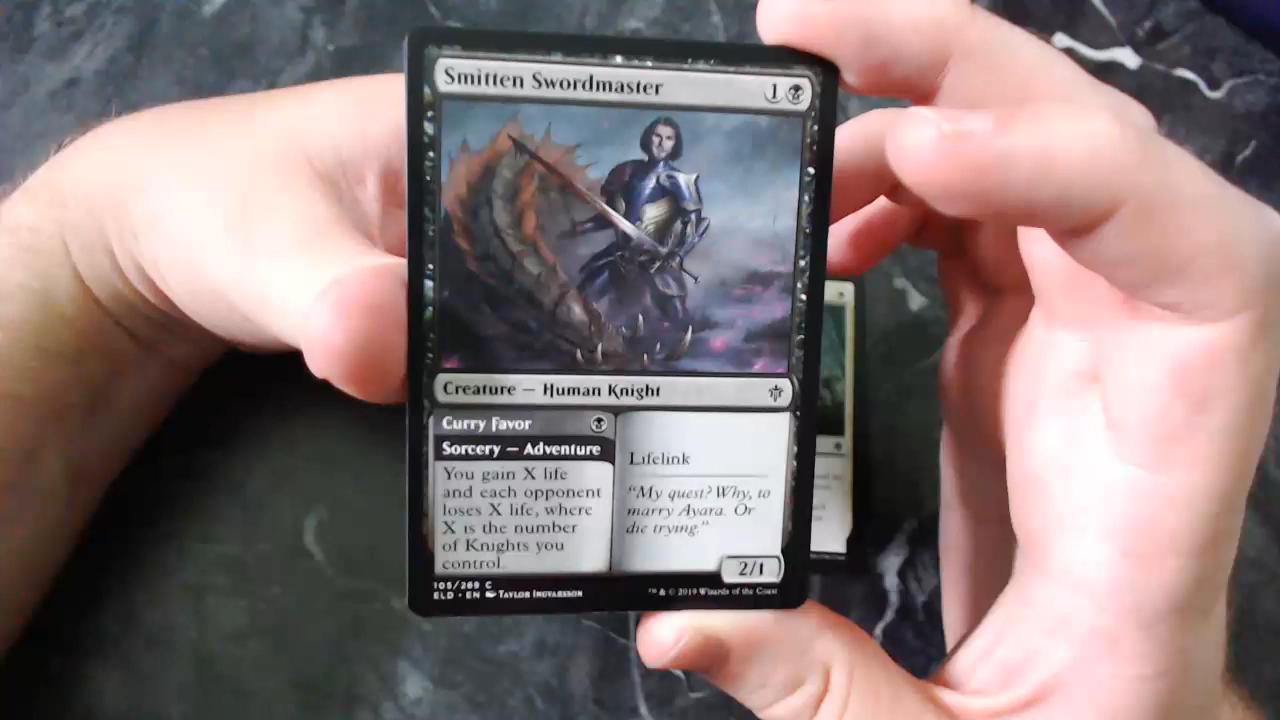 Smitten Swordmaster 1
Creature — Human Knight
Curry Favor
Sorcery — Adventure
You gain X life
and each opponent
loses X life, where
X is the number
of Knights you
control.
Lifelink
"My quest? Why, to
marry Ayara. Or
die trying."
2/1
105/269 C
ELD • EN Taylor Ingvarsson
™ & © 2019 Wizards of the Coast